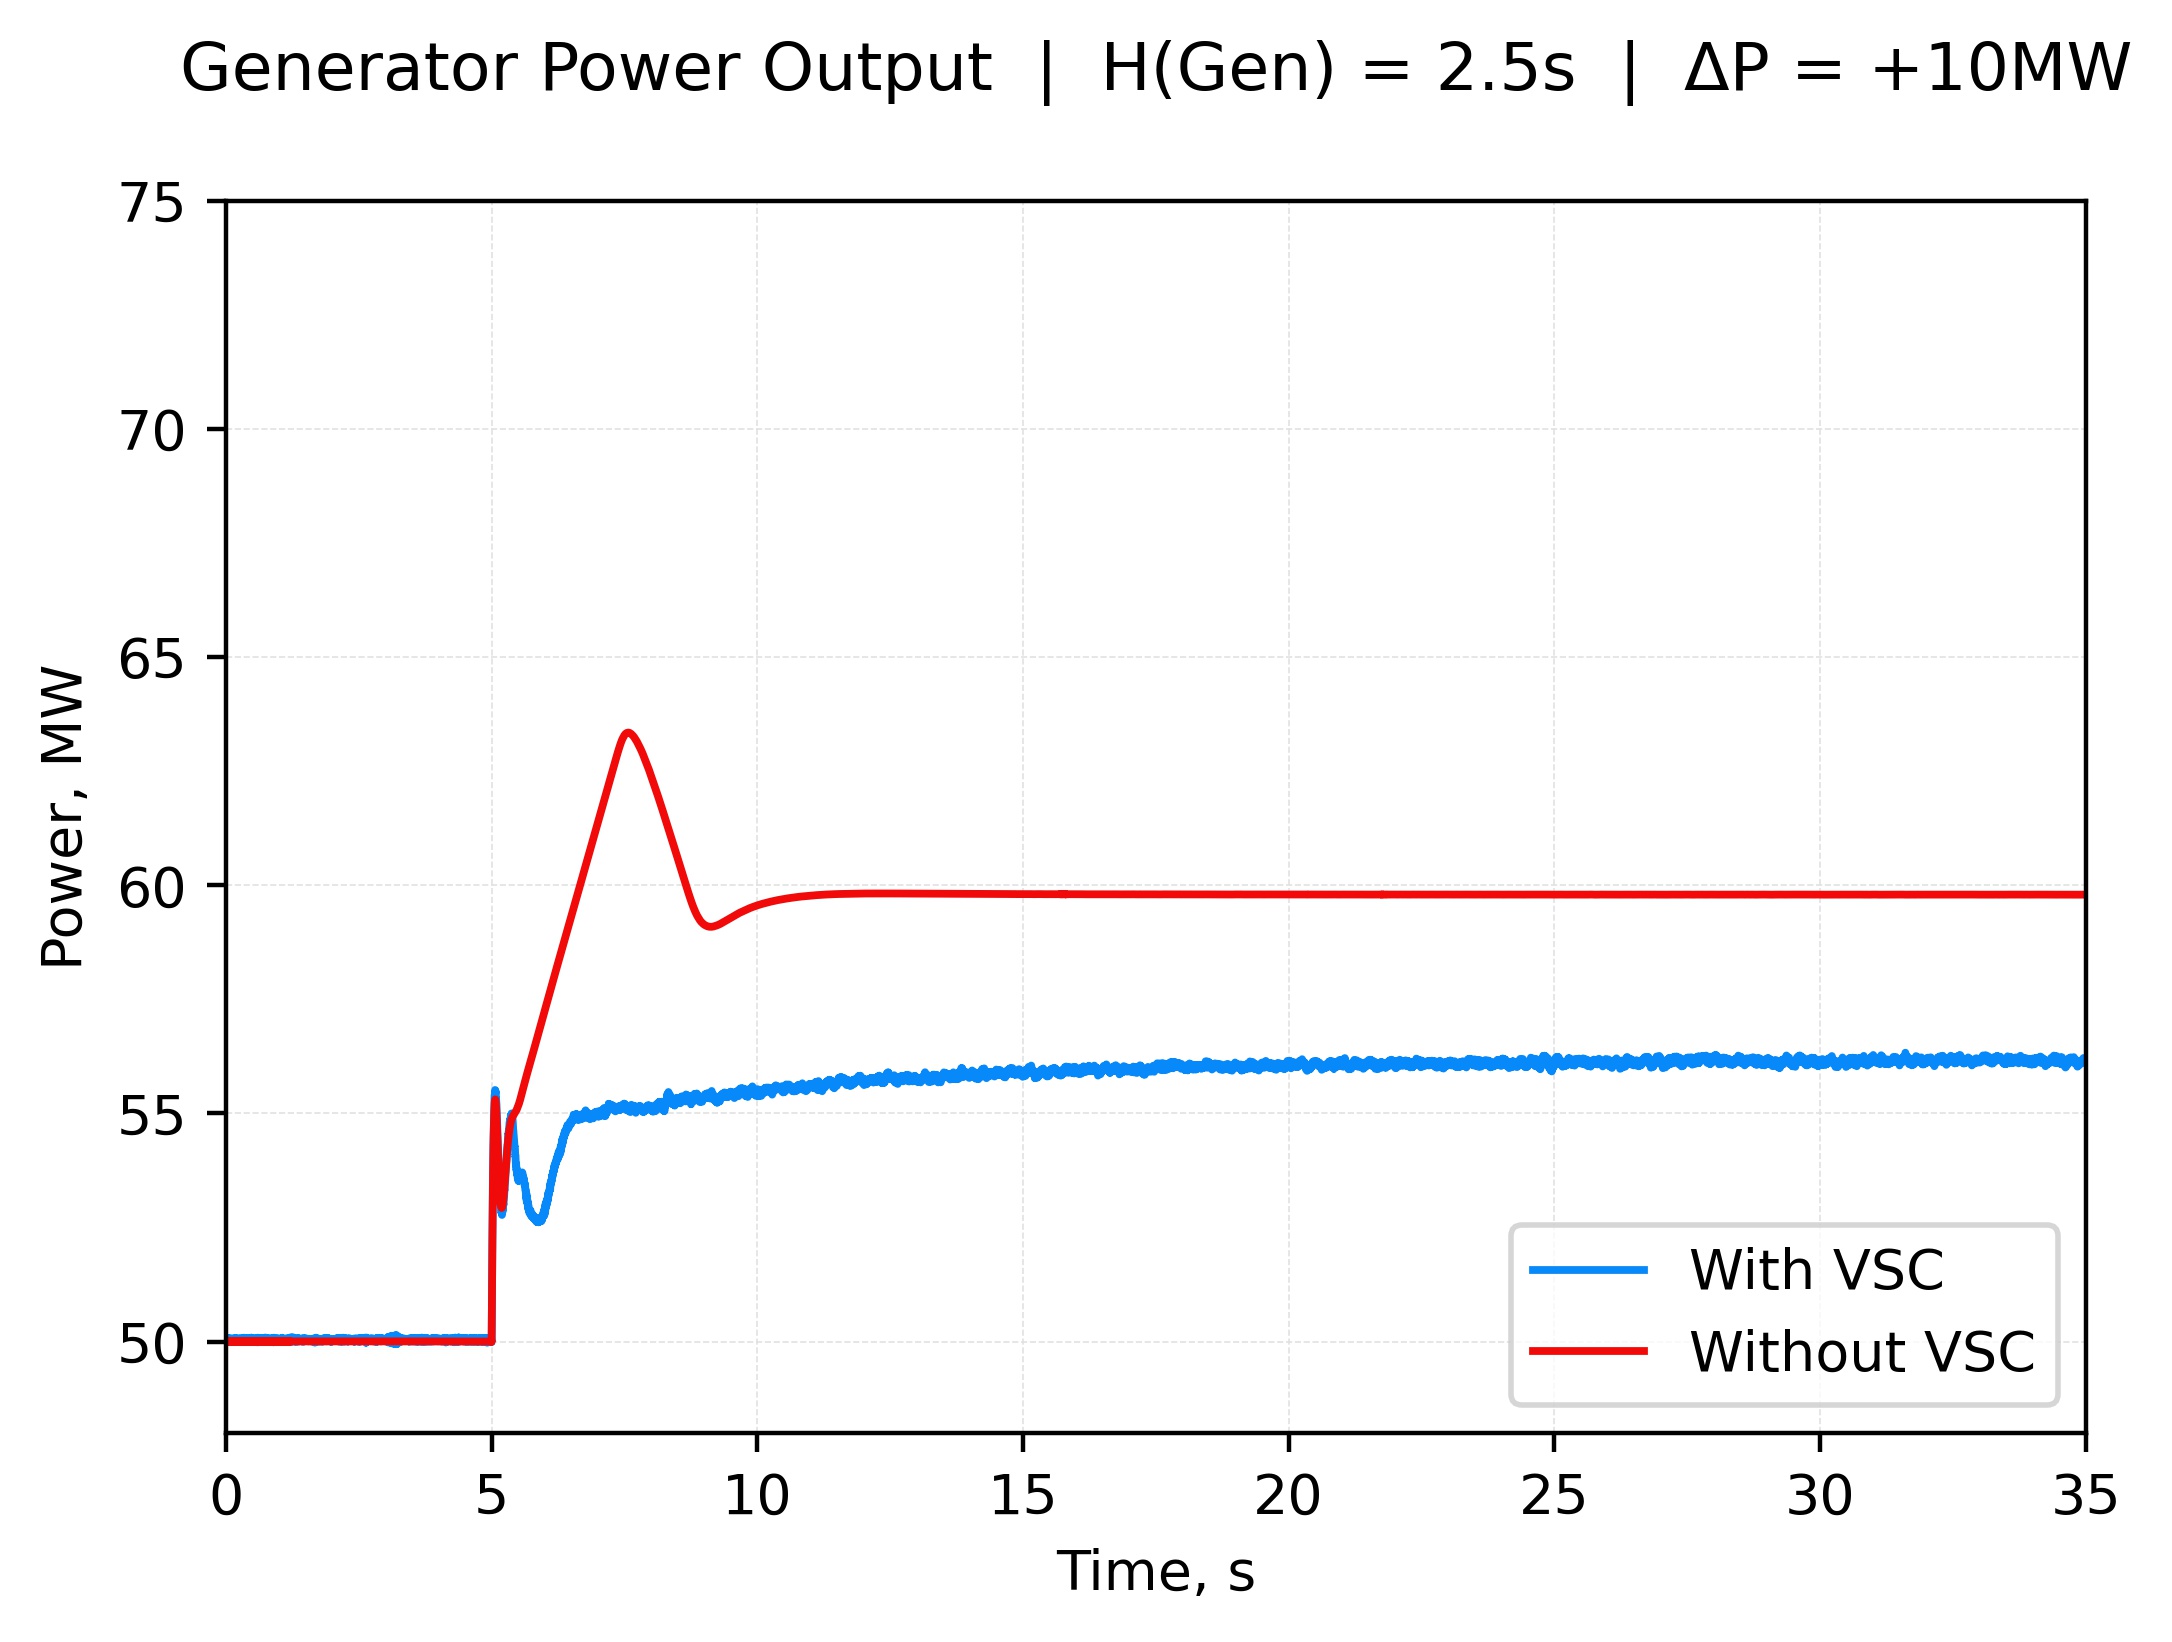 Generator Power Output | H(Gen) = 2.5s | ΔP = +10MW
75
70
65
60
55
50
Power, MW
With VSC
Without VSC
0 5 10 15 20 25 30 35
Time, s